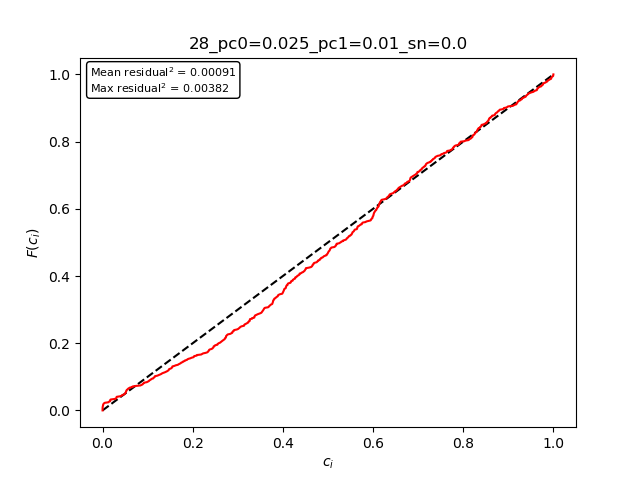 28_pc0=0.025_pc1=0.01_sn=0.0
Mean residual² = 0.00091
Max residual² = 0.00382
1.0
0.8
0.6
0.4
0.2
0.0
F(cᵢ)
0.0 0.2 0.4 0.6 0.8 1.0
cᵢ